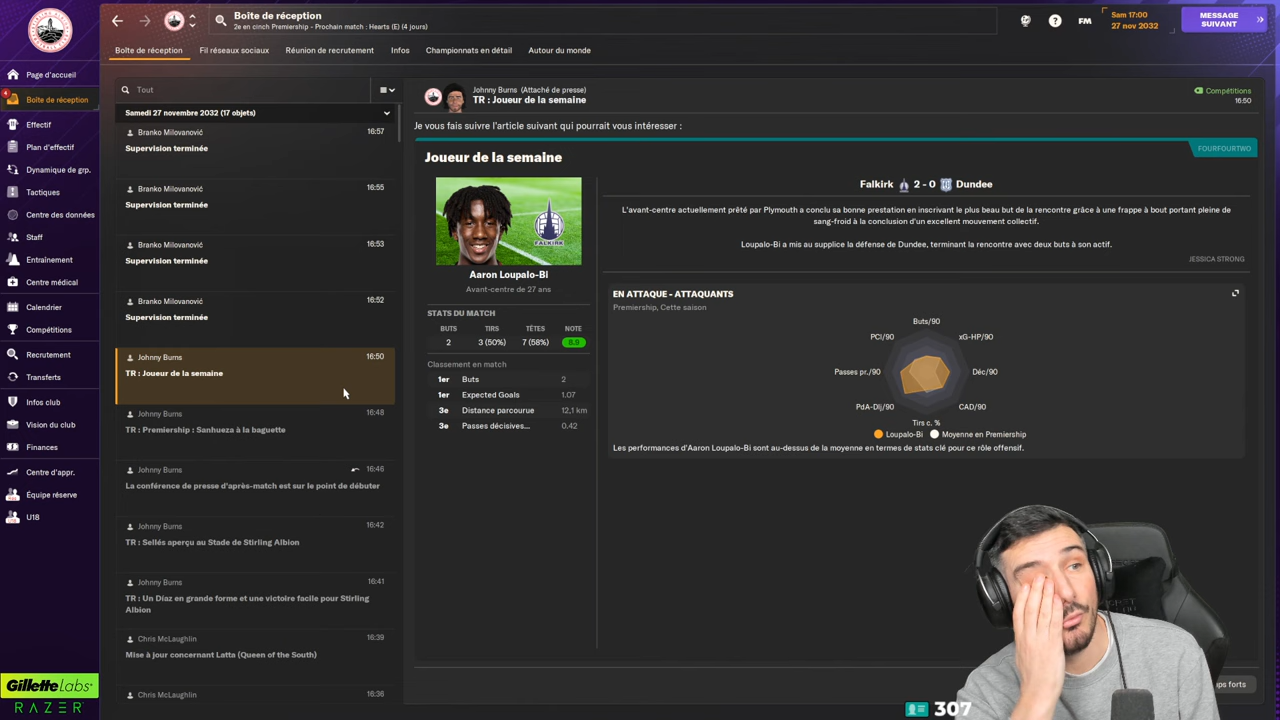 Boîte de réception
2e en cinch Premiership - Prochain match : Hearts (E) (4 jours)
FM
Sam 17:00
27 nov 2032
MESSAGE
SUIVANT
Boîte de réception
Fil réseaux sociaux
Réunion de recrutement
Infos
Championnats en détail
Autour du monde
Page d'accueil
4
Boîte de réception
Effectif
Plan d'effectif
Dynamique de grp.
Tactiques
Centre des données
Staff
Entraînement
Centre médical
Calendrier
Compétitions
Recrutement
Transferts
Infos club
Vision du club
Finances
Centre d'appr.
Équipe réserve
U18
Gillette Labs
RAZER
Tout
Samedi 27 novembre 2032 (17 objets)
Branko Milovanović 16:57
Supervision terminée
Branko Milovanović 16:55
Supervision terminée
Branko Milovanović 16:53
Supervision terminée
Branko Milovanović 16:52
Supervision terminée
Johnny Burns 16:50
TR : Joueur de la semaine
Johnny Burns 16:48
TR : Premiership : Sanhueza à la baguette
Johnny Burns 16:46
La conférence de presse d'après-match est sur le point de débuter
Johnny Burns 16:42
TR : Sellés aperçu au Stade de Stirling Albion
Johnny Burns 16:41
TR : Un Díaz en grande forme et une victoire facile pour Stirling
Albion
Chris McLaughlin 16:39
Mise à jour concernant Latta (Queen of the South)
Chris McLaughlin 16:36
Johnny Burns (Attaché de presse)
TR : Joueur de la semaine
Compétitions
16:50
Je vous fais suivre l'article suivant qui pourrait vous intéresser :
FOURFOURTWO
Joueur de la semaine
FALKIRK
Aaron Loupalo-Bi
Avant-centre de 27 ans
STATS DU MATCH
BUTS TIRS TÊTES NOTE
2 3 (50%) 7 (58%) 8.9
Classement en match
1er Buts 2
1er Expected Goals 1.07
3e Distance parcourue 12,1 km
3e Passes décisives... 0.42
Falkirk 2 - 0 Dundee
L'avant-centre actuellement prêté par Plymouth a conclu sa bonne prestation en inscrivant le plus beau but de la rencontre grâce à une frappe à bout portant pleine de
sang-froid à la conclusion d'un excellent mouvement collectif.
Loupalo-Bi a mis au supplice la défense de Dundee, terminant la rencontre avec deux buts à son actif.
JESSICA STRONG
EN ATTAQUE - ATTAQUANTS
Premiership, Cette saison
Buts/90
PCl/90
xG-HP/90
Passes pr./90
Déc/90
PdA-Dij/90
CAD/90
Tirs c. %
Loupalo-Bi
Moyenne en Premiership
Les performances d'Aaron Loupalo-Bi sont au-dessus de la moyenne en termes de stats clé pour ce rôle offensif.
forts
307